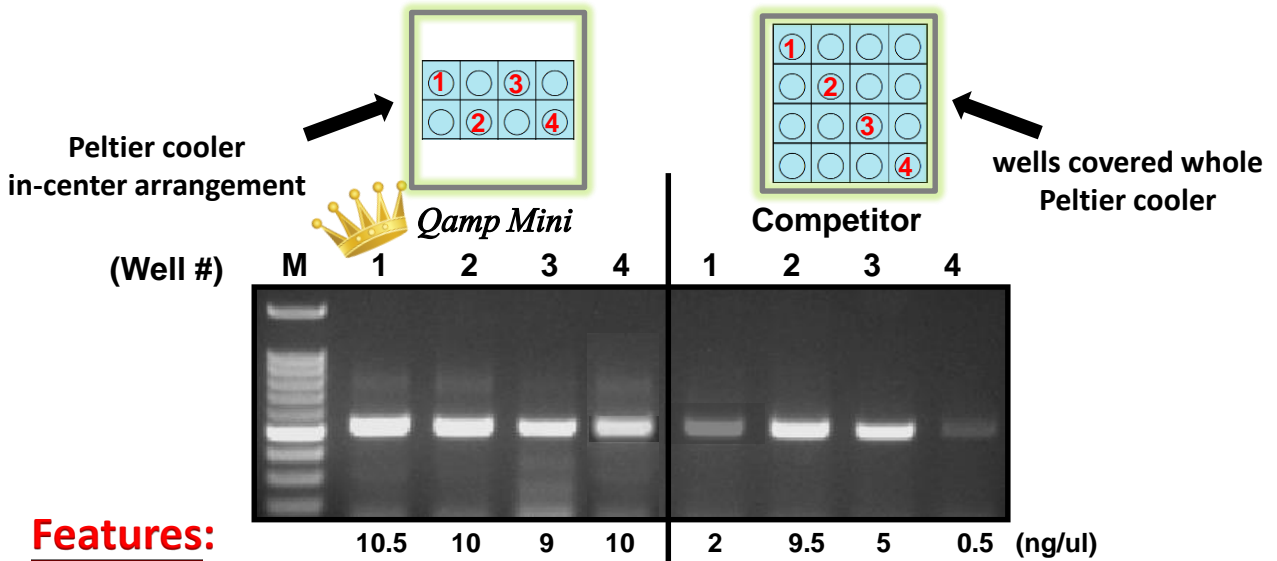 1 3
2 4
1
2
3
4
Peltier cooler
in-center arrangement
wells covered whole
Peltier cooler
Qamp Mini
Competitor
(Well #) M 1 2 3 4 1 2 3 4
Features: 10.5 10 9 10 2 9.5 5 0.5 (ng/ul)